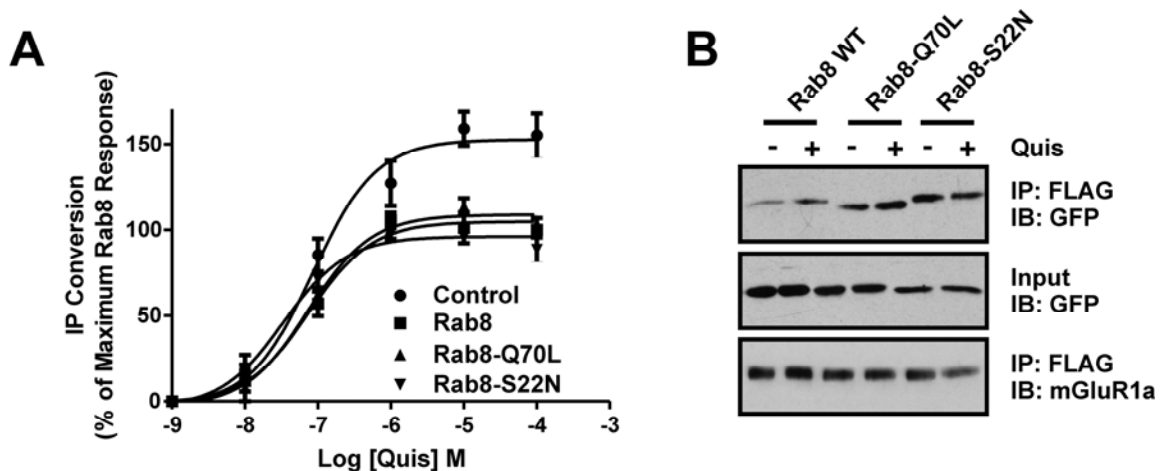 A
IP Conversion
(% of Maximum Rab8 Response)
150
100
50
0
-9 -8 -7 -6 -5 -4 -3
Log [Quis] M
Control
Rab8
Rab8-Q70L
Rab8-S22N
B
Rab8 WT
Rab8-Q70L
Rab8-S22N
- + - + - + Quis
IP: FLAG
IB: GFP
Input
IB: GFP
IP: FLAG
IB: mGluR1a